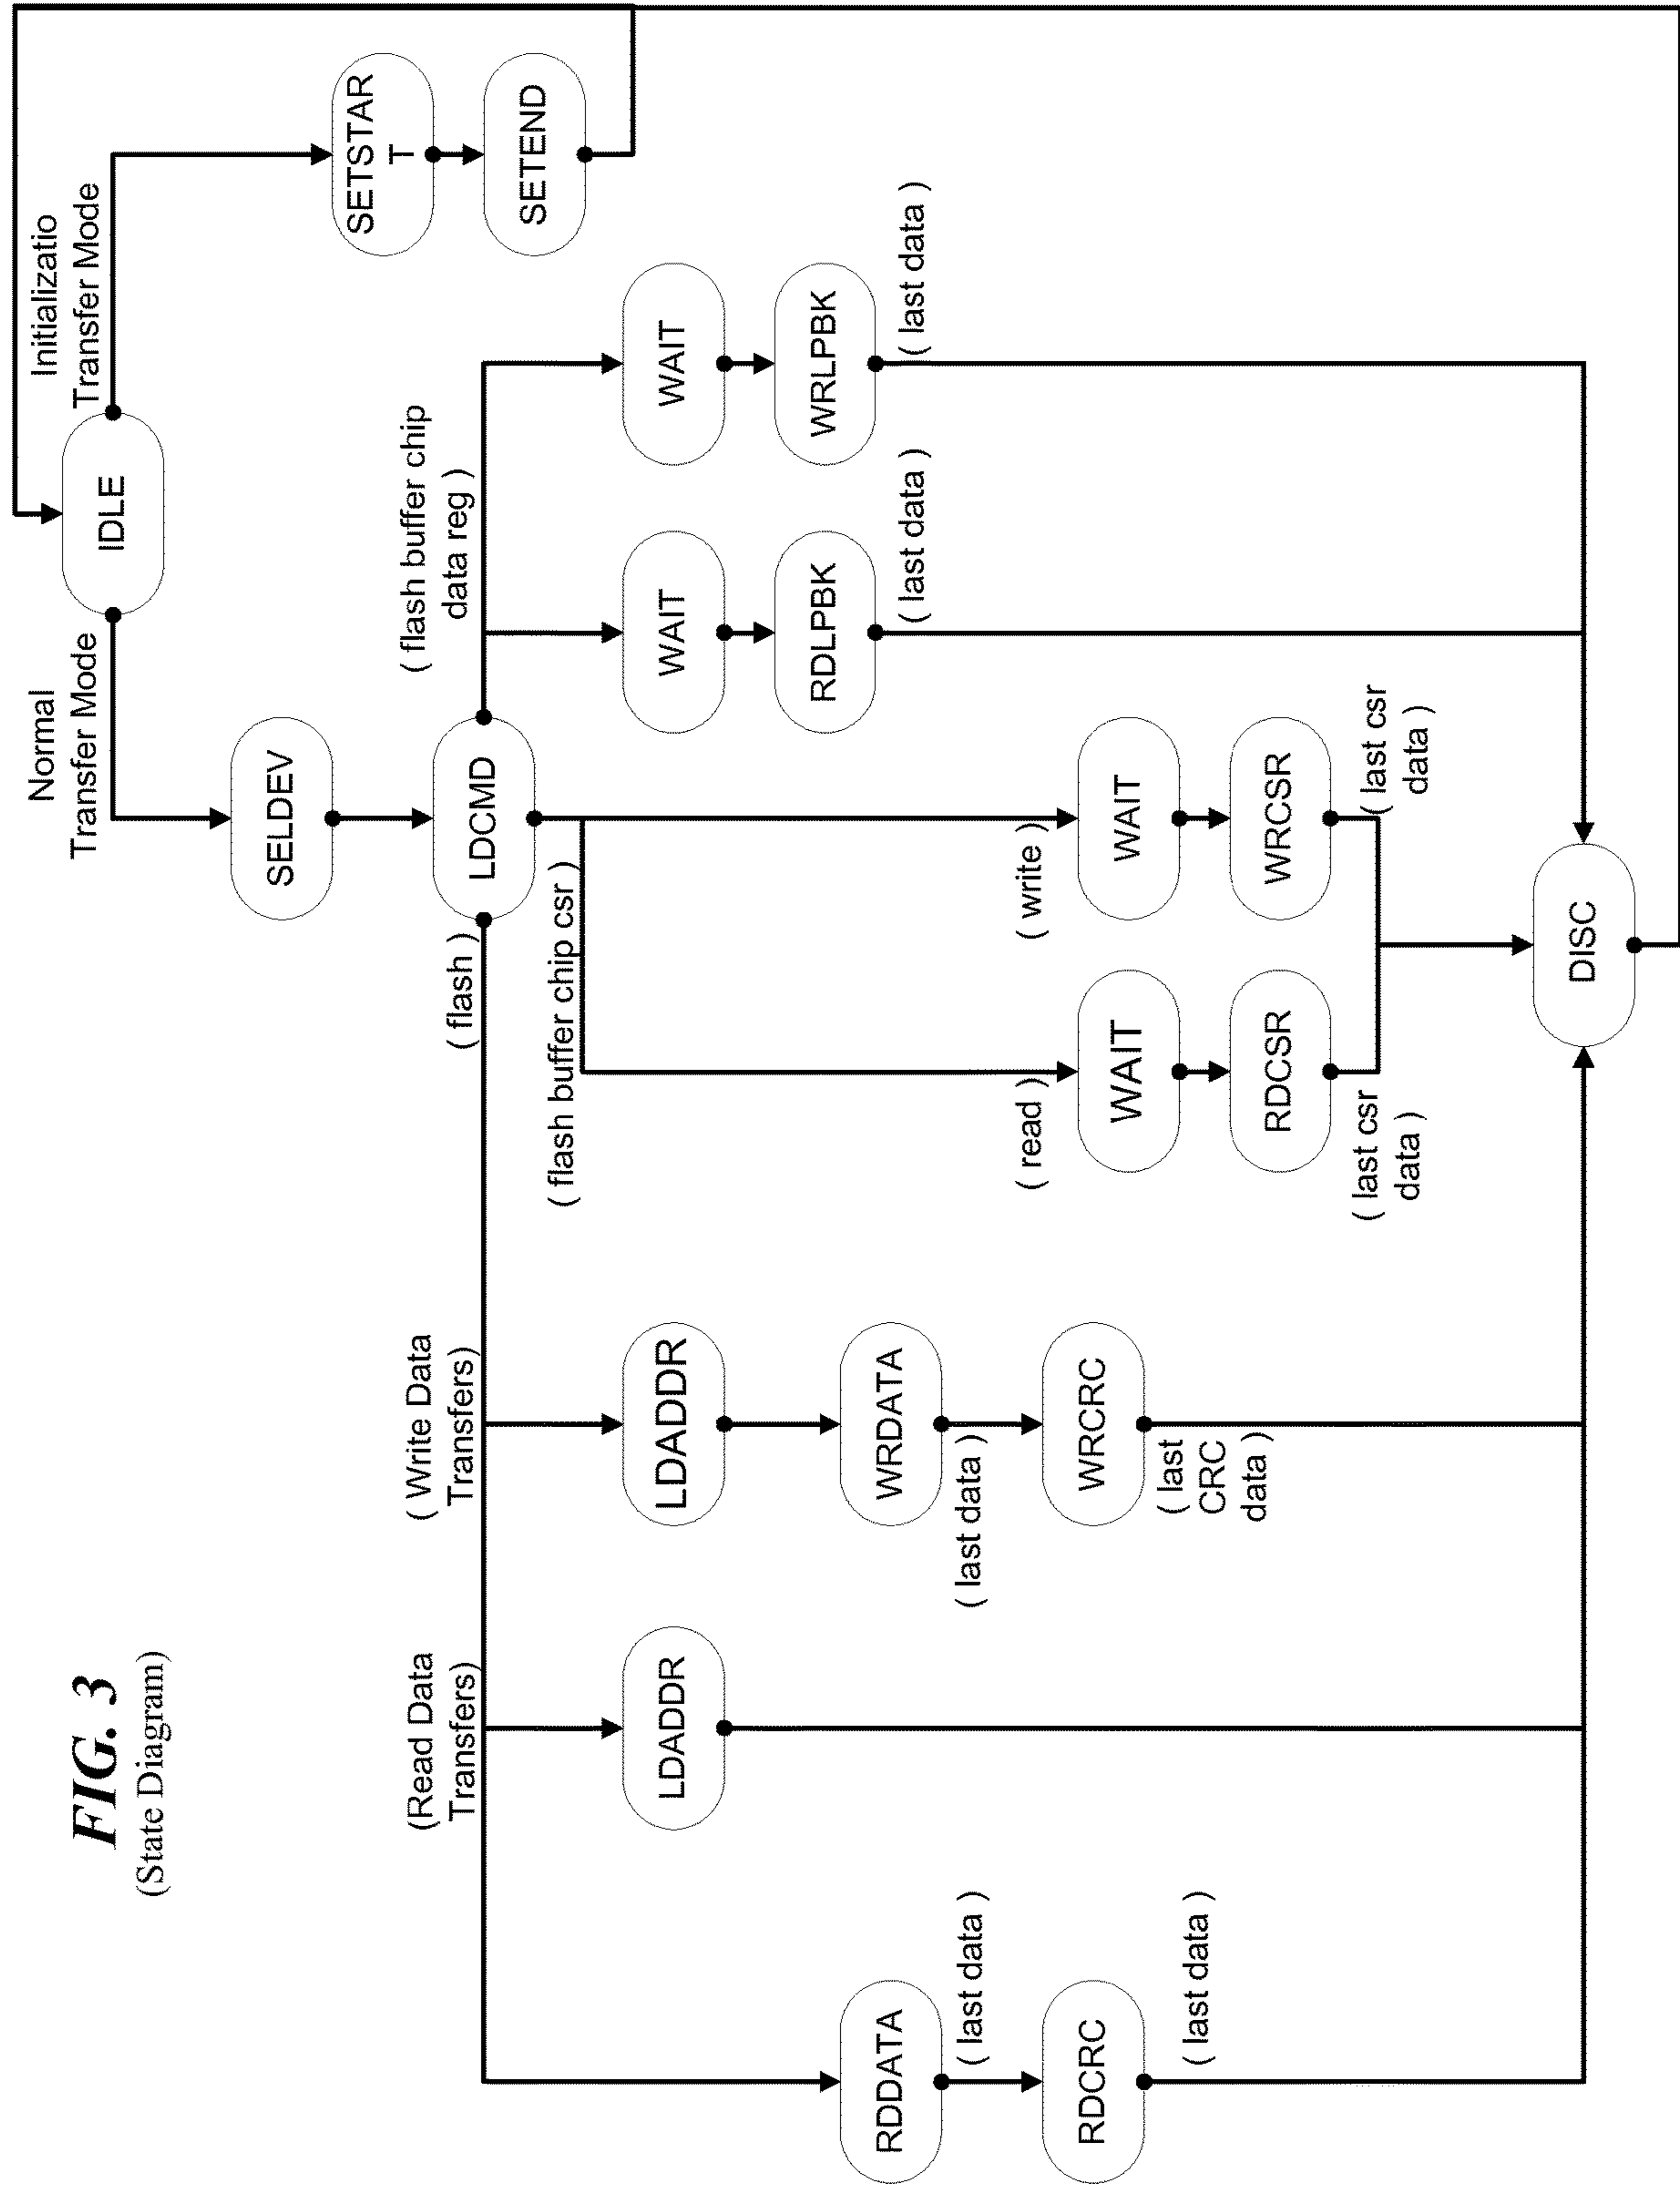 FIG. 3
(State Diagram)
Normal
Transfer Mode
IDLE
Initializatio
Transfer Mode
SELDEV
SETSTAR
T
SETEND
LDCMD
( flash )
( flash buffer chip csr )
( flash buffer chip
data reg )
(Read Data
Transfers)
( Write Data
Transfers)
LDADDR
LDADDR
WAIT
WAIT
RDDATA
WRDATA
RDLPBK
WRLPBK
( last data )
( last data )
( last data )
( last data )
( read )
( write )
RDCRC
WRCRC
WAIT
WAIT
( last data )
( last
CRC
data )
RDCSR
WRCSR
( last csr
data )
( last csr
data )
DISC